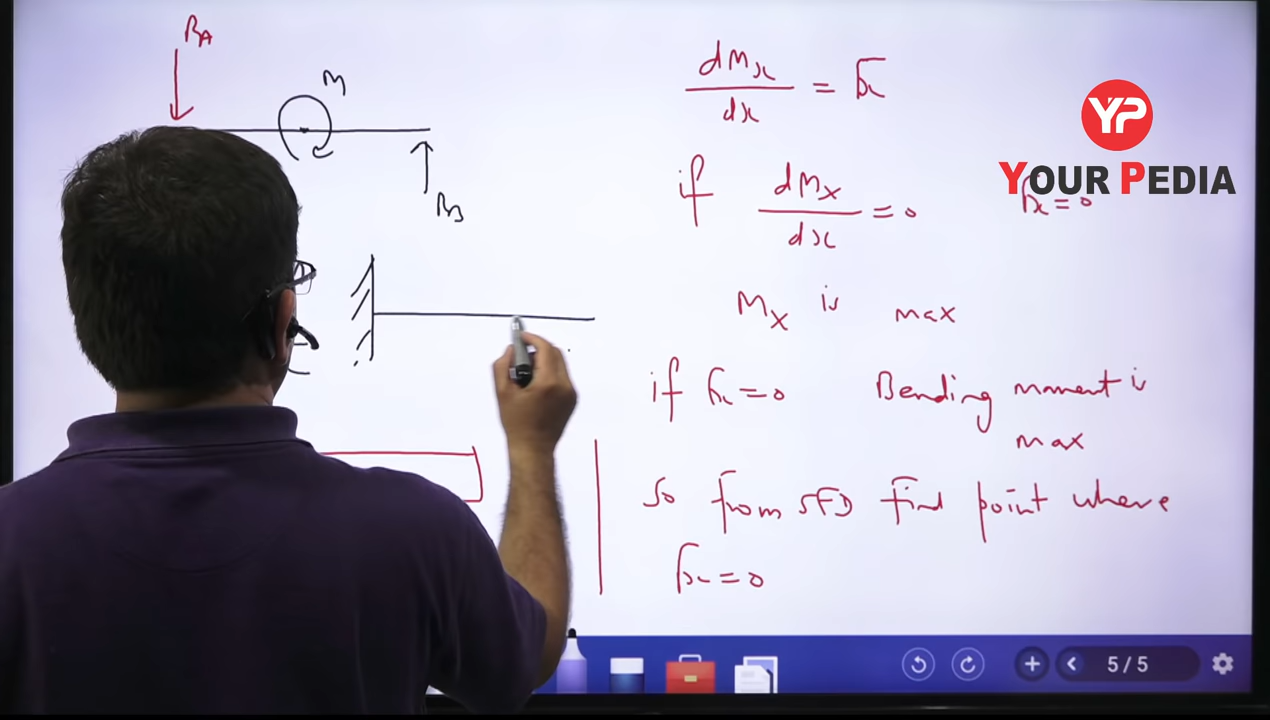 RA
M
RB
dMx/dx = Fx
YP
YOUR PEDIA
if dMx/dx = 0 Fx = 0
Mx is max
if Fx = 0 Bending moment is
max
so from SFD find point where
Fx = 0
5 / 5